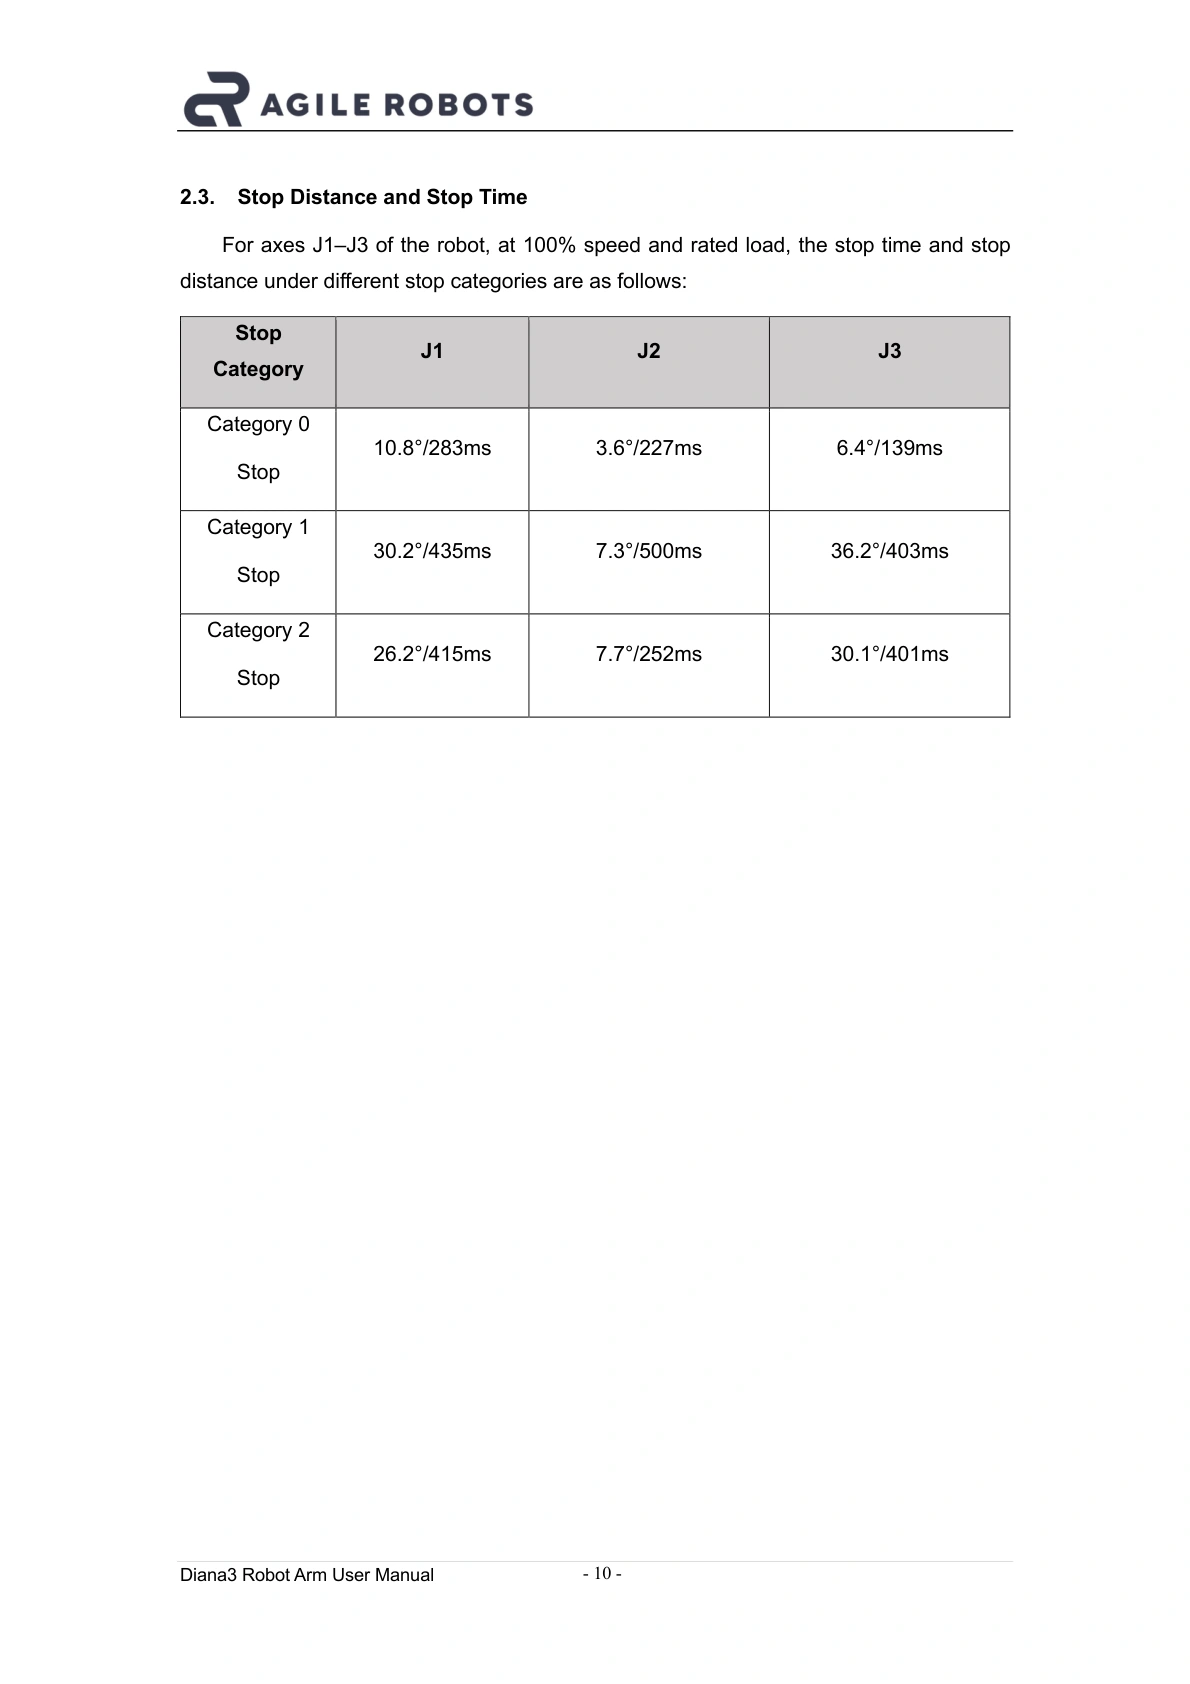 AGILE ROBOTS
2.3. Stop Distance and Stop Time
For axes J1–J3 of the robot, at 100% speed and rated load, the stop time and stop
distance under different stop categories are as follows:
Stop
Category
J1
J2
J3
Category 0
Stop
10.8°/283ms
3.6°/227ms
6.4°/139ms
Category 1
Stop
30.2°/435ms
7.3°/500ms
36.2°/403ms
Category 2
Stop
26.2°/415ms
7.7°/252ms
30.1°/401ms
Diana3 Robot Arm User Manual
- 10 -